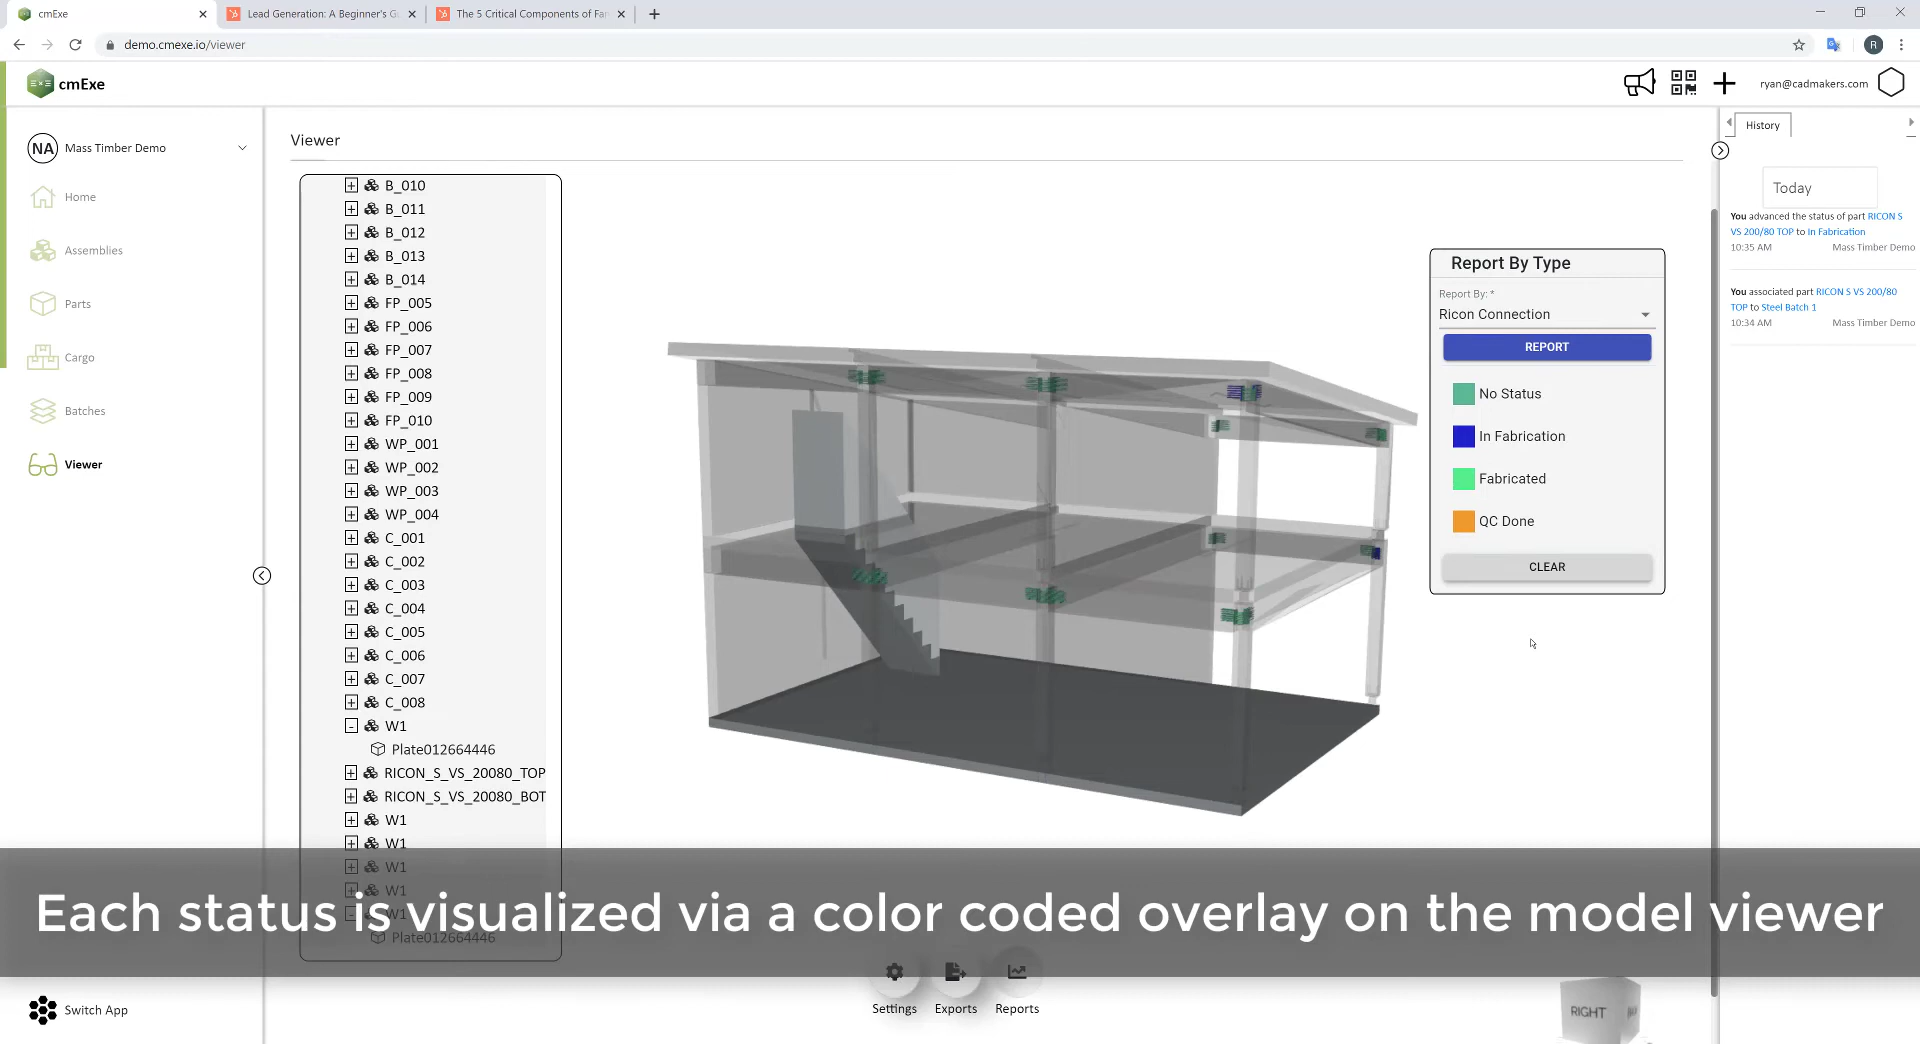 cmExe
Lead Generation: A Beginner's G
The 5 Critical Components of Fan
demo.cmexe.io/viewer
R
cmExe
ryan@cadmakers.com
NA Mass Timber Demo
Home
Assemblies
Parts
Cargo
Batches
Viewer
Switch App
Viewer
B_010
B_011
B_012
B_013
B_014
FP_005
FP_006
FP_007
FP_008
FP_009
FP_010
WP_001
WP_002
WP_003
WP_004
C_001
C_002
C_003
C_004
C_005
C_006
C_007
C_008
W1
Plate012664446
RICON_S_VS_20080_TOP
RICON_S_VS_20080_BOT
W1
W1
W1
W1
W1
Plate012664446
Report By Type
Report By: *
Ricon Connection
REPORT
No Status
In Fabrication
Fabricated
QC Done
CLEAR
History
Today
You advanced the status of part RICON S
VS 200/80 TOP to In Fabrication
10:35 AM Mass Timber Demo
You associated part RICON S VS 200/80
TOP to Steel Batch 1
10:34 AM Mass Timber Demo
Each status is visualized via a color coded overlay on the model viewer
Settings
Exports
Reports
RIGHT